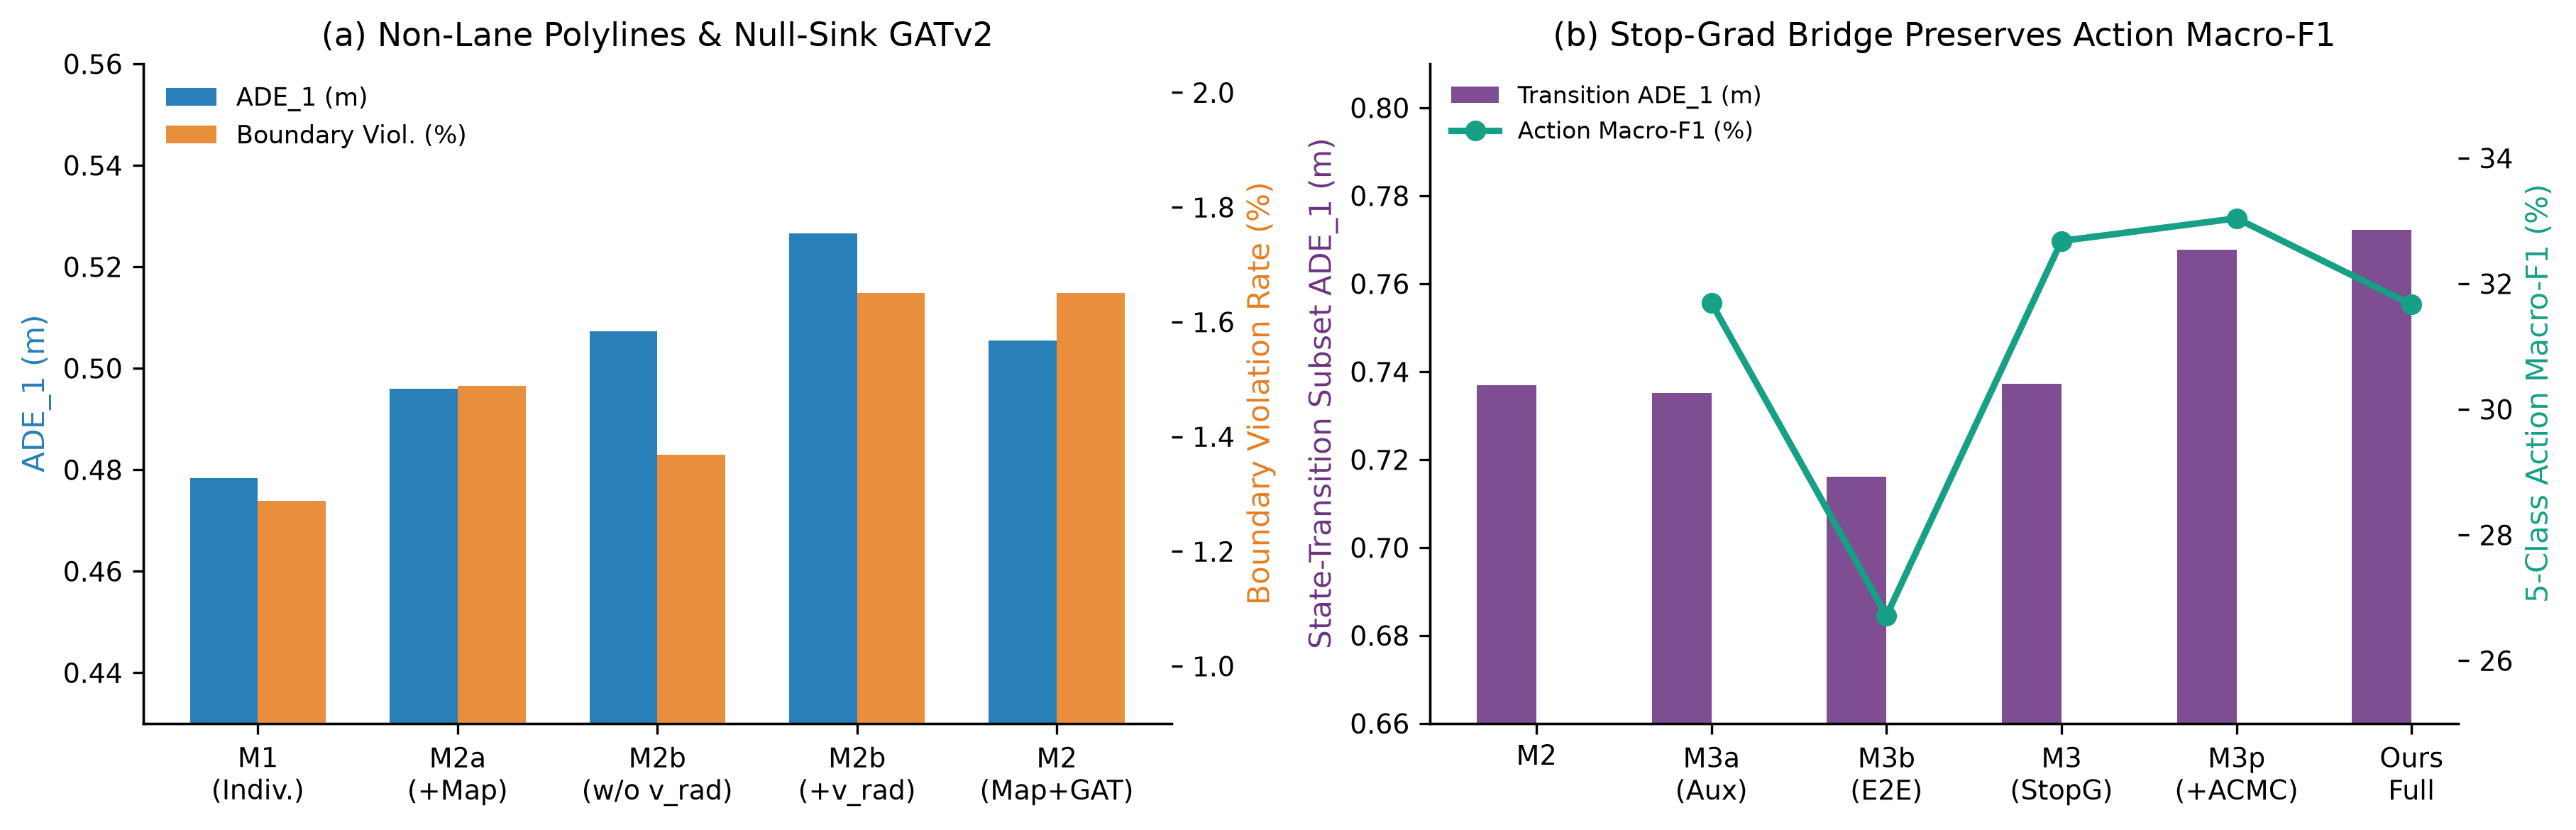 (a) Non-Lane Polylines & Null-Sink GATv2
ADE_1 (m)
Boundary Viol. (%)
0.56
0.54
0.52
0.50
0.48
0.46
0.44
ADE_1 (m)
2.0
1.8
1.6
1.4
1.2
1.0
Boundary Violation Rate (%)
M1
(Indiv.)
M2a
(+Map)
M2b
(w/o v_rad)
M2b
(+v_rad)
M2
(Map+GAT)
(b) Stop-Grad Bridge Preserves Action Macro-F1
Transition ADE_1 (m)
Action Macro-F1 (%)
State-Transition Subset ADE_1 (m)
0.80
0.78
0.76
0.74
0.72
0.70
0.68
0.66
34
32
30
28
26
5-Class Action Macro-F1 (%)
M2
M3a
(Aux)
M3b
(E2E)
M3
(StopG)
M3p
(+ACMC)
Ours
Full